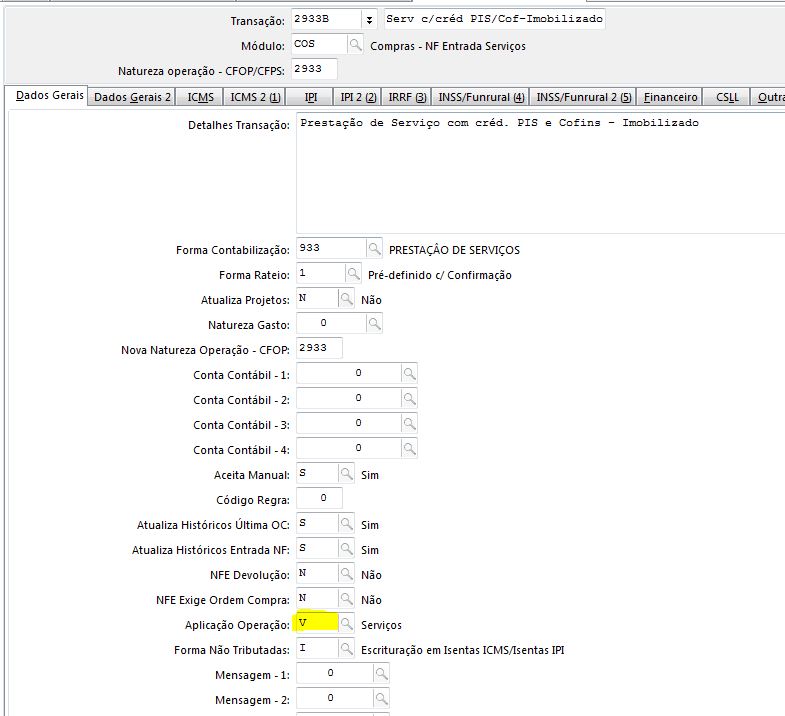 Transação: 2933B Serv c/créd PIS/Cof-Imobilizado
Módulo: COS Compras - NF Entrada Serviços
Natureza operação - CFOP/CFPS: 2933
Dados Gerais Dados Gerais 2 ICMS ICMS 2 (1) IPI IPI 2 (2) IRRF (3) INSS/Funrural (4) INSS/Funrural 2 (5) Financeiro CSLL Outra
Detalhes Transação: Prestação de Serviço com créd. PIS e Cofins - Imobilizado
Forma Contabilização: 933 PRESTAÇÂO DE SERVIÇOS
Forma Rateio: 1 Pré-definido c/ Confirmação
Atualiza Projetos: N Não
Natureza Gasto: 0
Nova Natureza Operação - CFOP: 2933
Conta Contábil - 1: 0
Conta Contábil - 2: 0
Conta Contábil - 3: 0
Conta Contábil - 4: 0
Aceita Manual: S Sim
Código Regra: 0
Atualiza Históricos Última OC: S Sim
Atualiza Históricos Entrada NF: S Sim
NFE Devolução: N Não
NFE Exige Ordem Compra: N Não
Aplicação Operação: V Serviços
Forma Não Tributadas: I Escrituração em Isentas ICMS/Isentas IPI
Mensagem - 1: 0
Mensagem - 2: 0